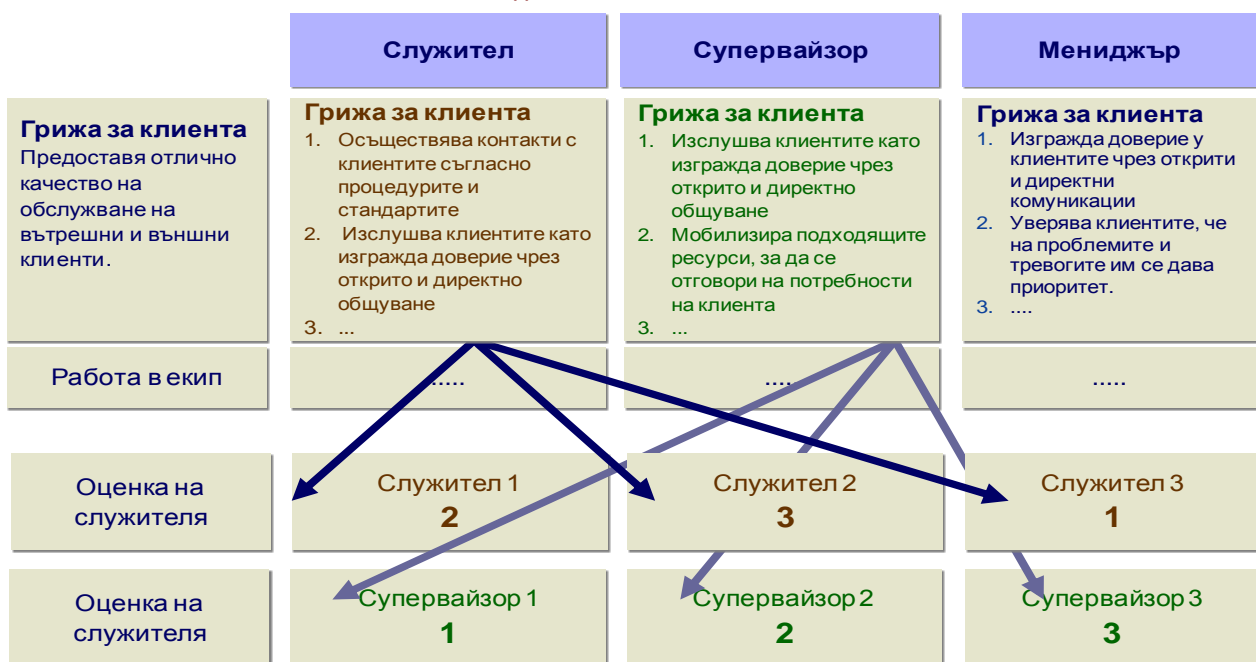 Служител
Супервайзор
Мениджър
Грижа за клиента
Предоставя отлично
качество на
обслужване на
вътрешни и външни
клиенти.
Грижа за клиента
1. Осъществява контакти с
клиентите съгласно
процедурите и
стандартите
2. Изслушва клиентите като
изгражда доверие чрез
открито и директно
общуване
3. ...
Грижа за клиента
1. Изслушва клиентите като
изгражда доверие чрез
открито и директно
общуване
2. Мобилизира подходящите
ресурси, за да се
отговори на потребности
на клиента
3. ...
Грижа за клиента
1. Изгражда доверие у
клиентите чрез открити
и директни
комуникации
2. Уверява клиентите, че
на проблемите и
тревогите им се дава
приоритет.
3. ....
Работа в екип
.....
....
.....
Оценка на
служителя
Служител 1
2
Служител 2
3
Служител 3
1
Оценка на
служителя
Супервайзор 1
1
Супервайзор 2
2
Супервайзор 3
3